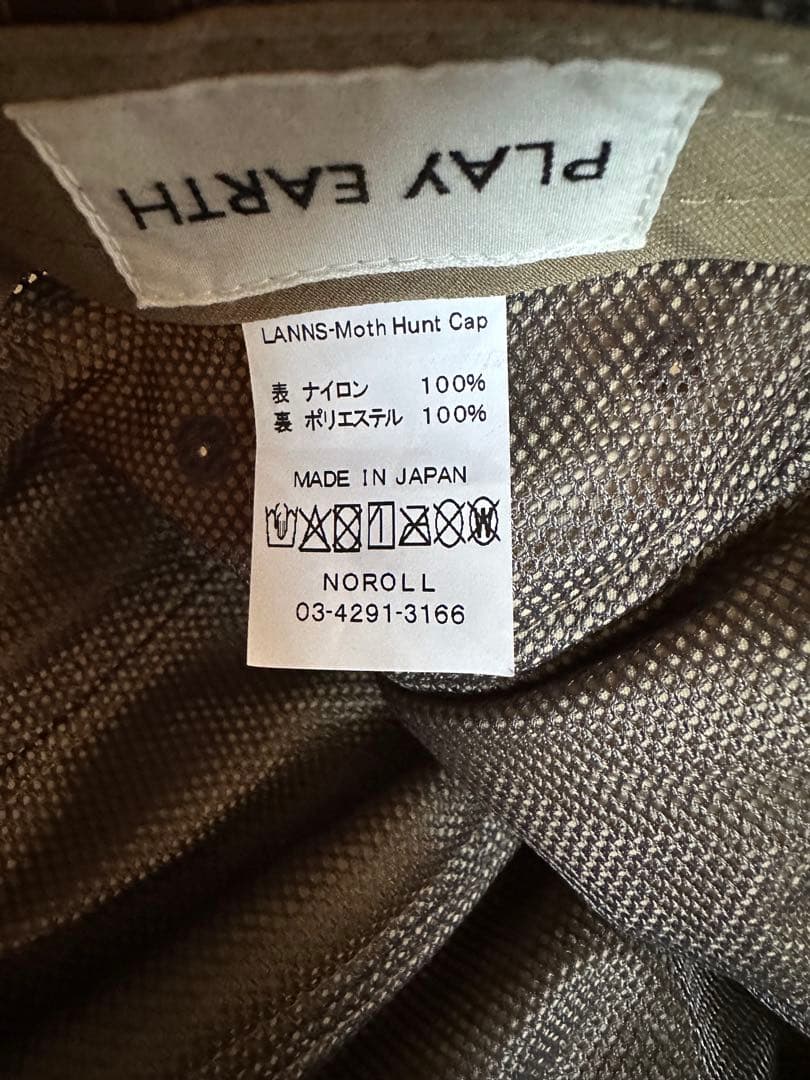 PLAY EARTH
LANNS-Moth Hunt Cap
表 ナイロン 100%
裏 ポリエステル 100%
MADE IN JAPAN
W
NOROLL
03-4291-3166